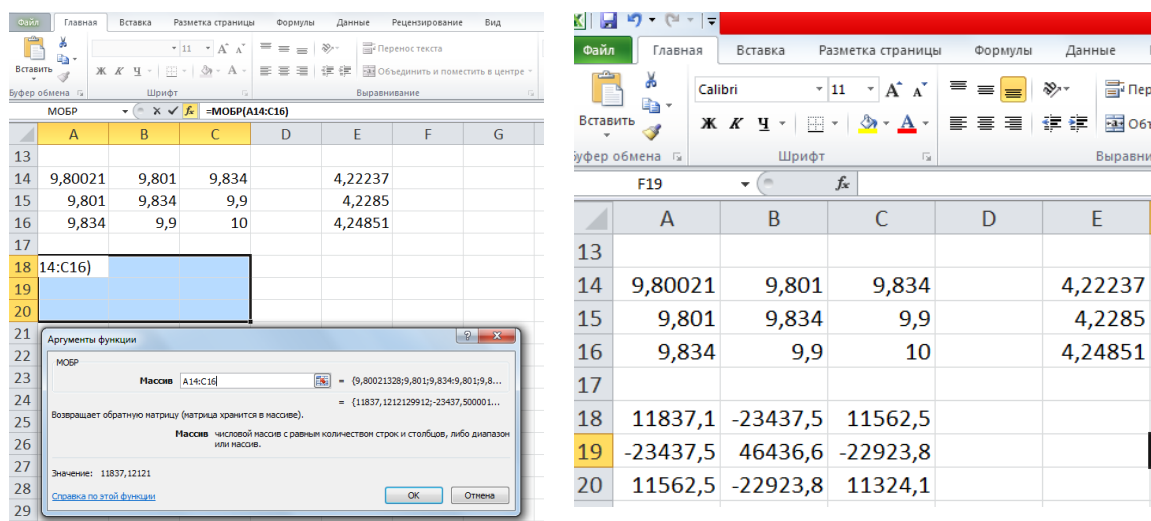 Файл Главная Вставка Разметка страницы Формулы Данные Рецензирование Вид
11 А А Перенос текста
Вставить Ж К Ч А Объединить и поместить в центре
Буфер обмена Шрифт Выравнивание
МОБР fx =МОБР(A14:C16)
A B C D E F G
13
14 9,80021 9,801 9,834 4,22237
15 9,801 9,834 9,9 4,2285
16 9,834 9,9 10 4,24851
17
18 14:C16)
19
20
21 Аргументы функции
22 МОБР
23 Массив A14:C16 = {9,80021328;9,801;9,834:9,801;9,8...
24 = {11837,1212129912;-23437,500001...
25 Возвращает обратную матрицу (матрица хранится в массиве).
Массив числовой массив с равным количеством строк и столбцов, либо диапазон
26 или массив.
27 Значение: 11837,12121
28 Справка по этой функции ОК Отмена
29
Файл Главная Вставка Разметка страницы Формулы Данные
Calibri 11 А А Пер
Вставить Ж К Ч А Объ
Буфер обмена Шрифт Выравни
F19 fx
A B C D E
13
14 9,80021 9,801 9,834 4,22237
15 9,801 9,834 9,9 4,2285
16 9,834 9,9 10 4,24851
17
18 11837,1 -23437,5 11562,5
19 -23437,5 46436,6 -22923,8
20 11562,5 -22923,8 11324,1